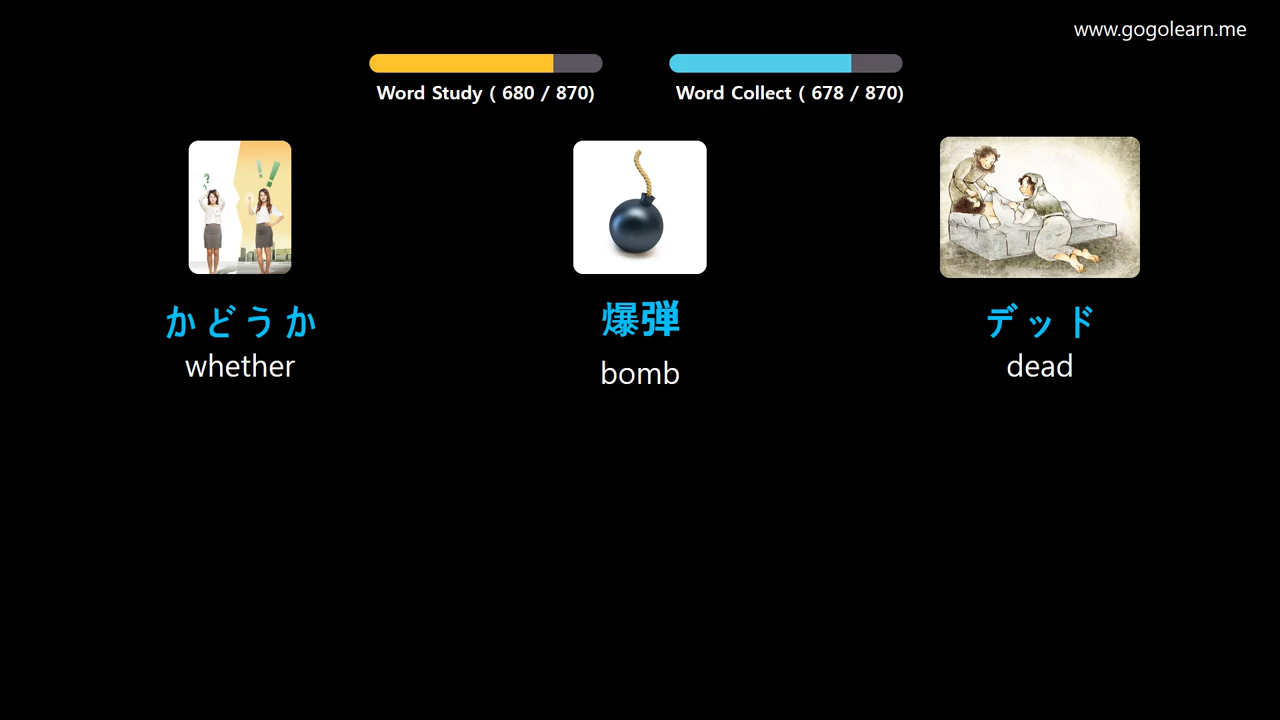 www.gogolearn.me
Word Study ( 680 / 870)
Word Collect ( 678 / 870)
? ?
! !
かどうか
爆弾
デッド
whether
bomb
dead